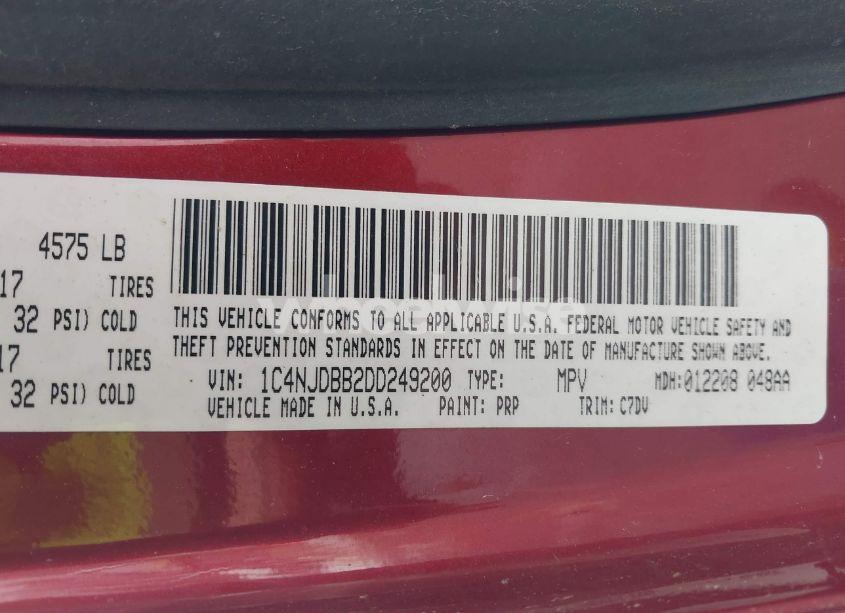 4575 LB
17 TIRES
32 PSI) COLD
17 TIRES
32 PSI) COLD
THIS VEHICLE CONFORMS TO ALL APPLICABLE U.S.A. FEDERAL MOTOR VEHICLE SAFETY AND
THEFT PREVENTION STANDARDS IN EFFECT ON THE DATE OF MANUFACTURE SHOWN ABOVE.
VIN: 1C4NJDBB2DD249200 TYPE: MPV MDH:012208 048AA
VEHICLE MADE IN U.S.A. PAINT: PRP TRIM: C7DV